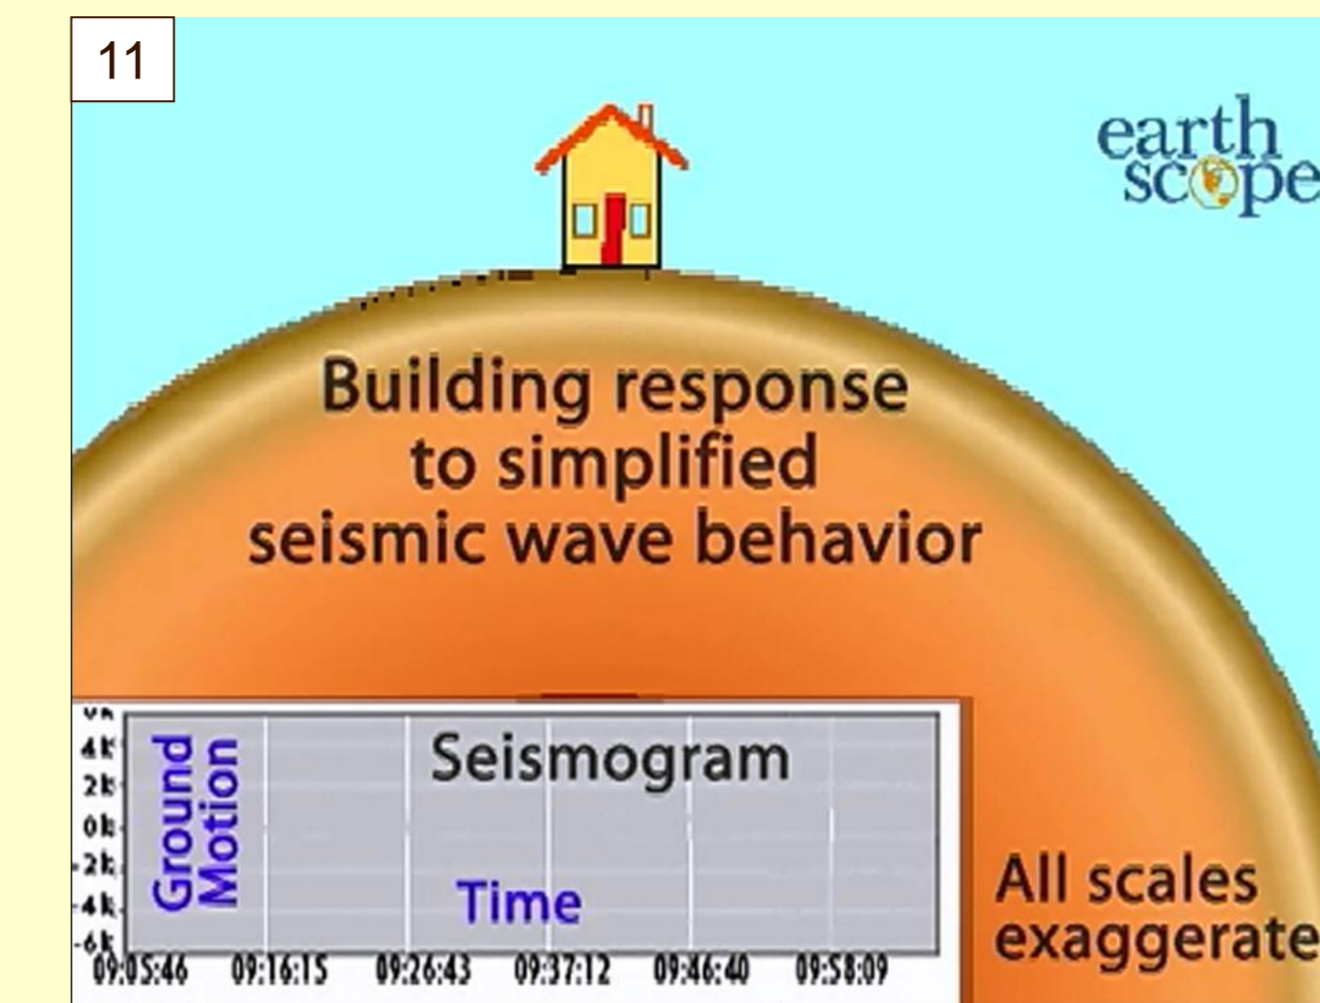 11
earth
scope
Building response
to simplified
seismic wave behavior
Seismogram
Ground
Motion
Time
4k
2k
0k
-2k
-4k
-6k
09:05:46 09:16:15 09:26:43 09:37:12 09:46:40 09:58:09
All scales
exaggerate